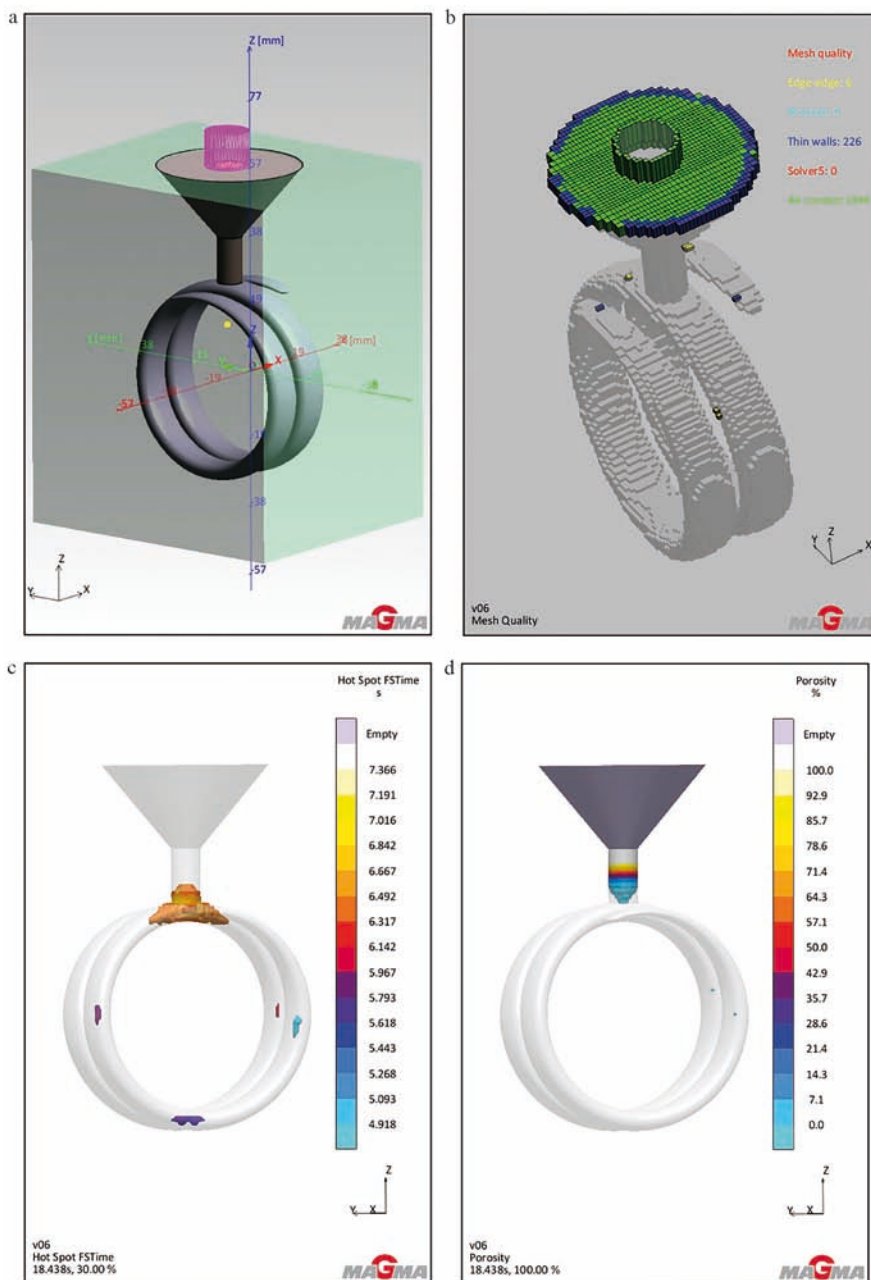 a
Z [mm]
77
57
38
19
Z
Y [mm]
38
19
Y
X
38 [mm]
19
-19
-57
-19
-38
-38
-57
Z
Y
X
MAGMA
b
Mesh quality
Edge-edge: 6
Thin walls: 226
Solver5: 0
Z
Y
X
v06
Mesh Quality
MAGMA
c
Hot Spot FSTime
s
Empty
7.366
7.191
7.016
6.842
6.667
6.492
6.317
6.142
5.967
5.793
5.618
5.443
5.268
5.093
4.918
Z
Y X
v06
Hot Spot FSTime
18.438s, 30.00 %
MAGMA
d
Porosity
%
Empty
100.0
92.9
85.7
78.6
71.4
64.3
57.1
50.0
42.9
35.7
28.6
21.4
14.3
7.1
0.0
Z
Y X
v06
Porosity
18.438s, 100.00 %
MAGMA